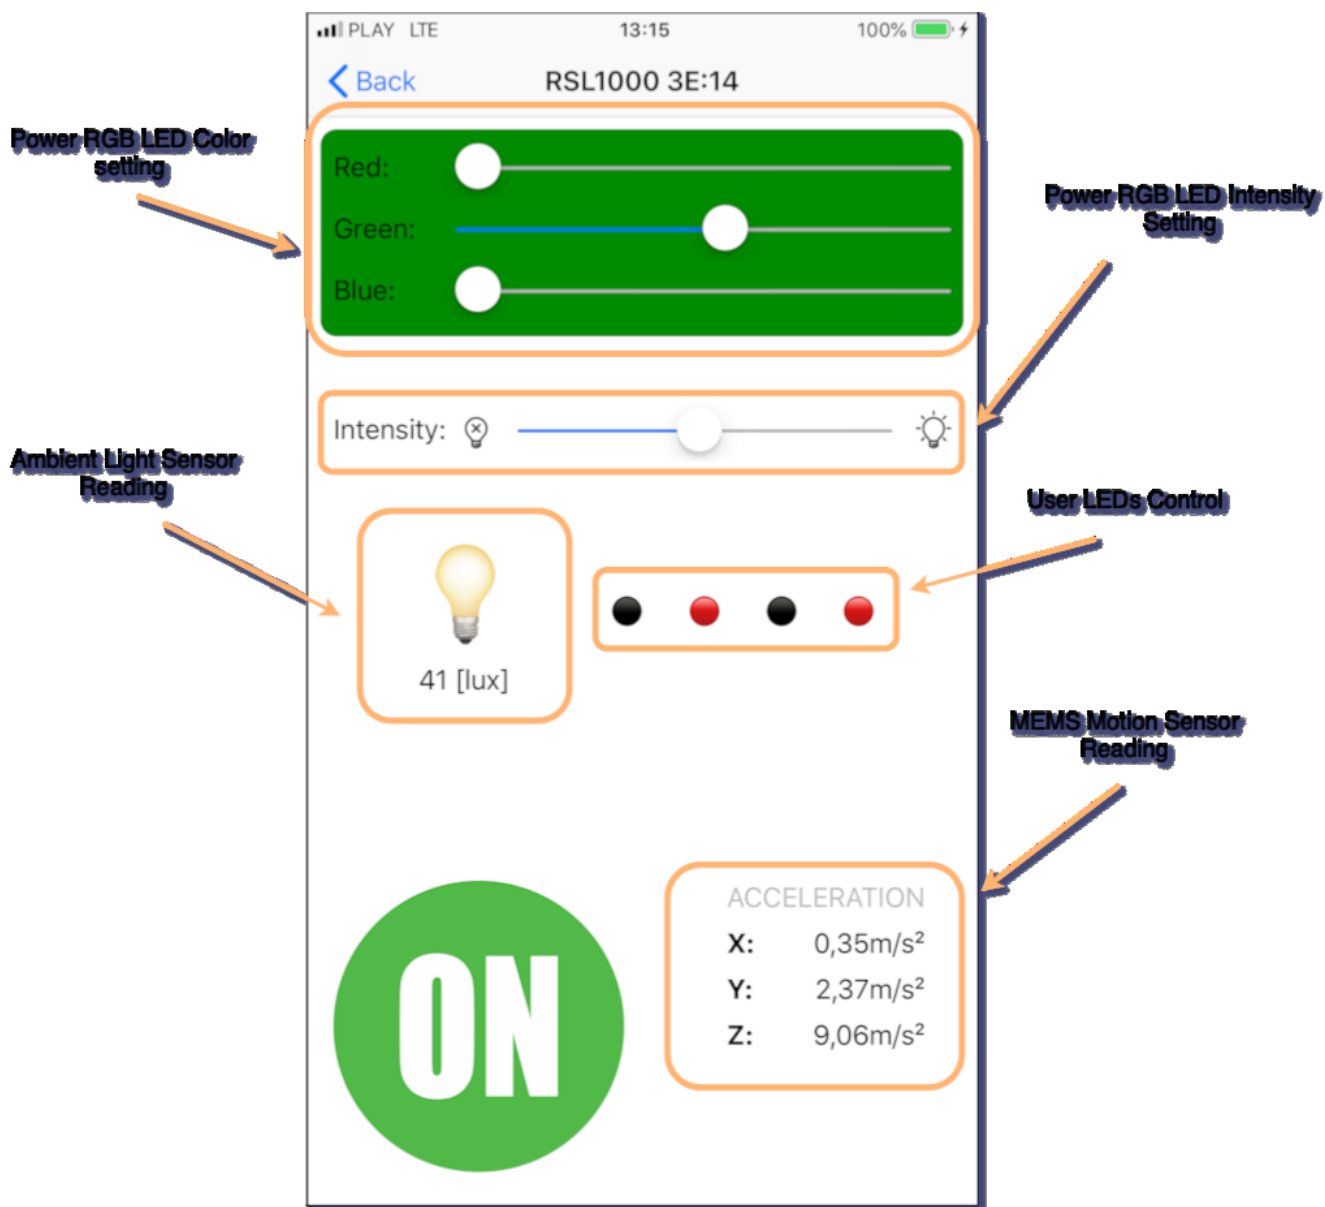 PLAY LTE 13:15 100%
Back RSL1000 3E:14
Power RGB LED Color
setting
Red:
Green:
Blue:
Power RGB LED Intensity
Setting
Intensity:
Ambient Light Sensor
Reading
41 [lux]
User LEDs Control
MEMS Motion Sensor
Reading
ON
ACCELERATION
X: 0,35m/s²
Y: 2,37m/s²
Z: 9,06m/s²